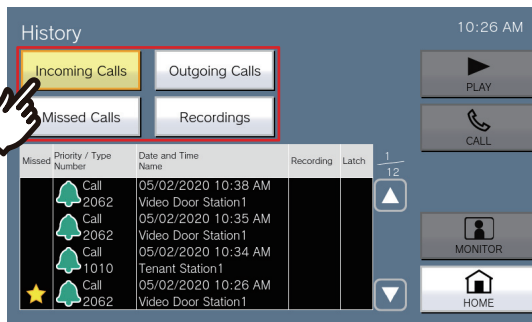 History
10:26 AM
Incoming Calls
Outgoing Calls
Missed Calls
Recordings
PLAY
CALL
MONITOR
HOME
Missed
Priority / Type
Number
Date and Time
Name
Recording
Latch
1
12
Call
05/02/2020 10:38 AM
2062
Video Door Station1
Call
05/02/2020 10:35 AM
2062
Video Door Station1
Call
05/02/2020 10:34 AM
1010
Tenant Station1
Call
05/02/2020 10:26 AM
2062
Video Door Station1